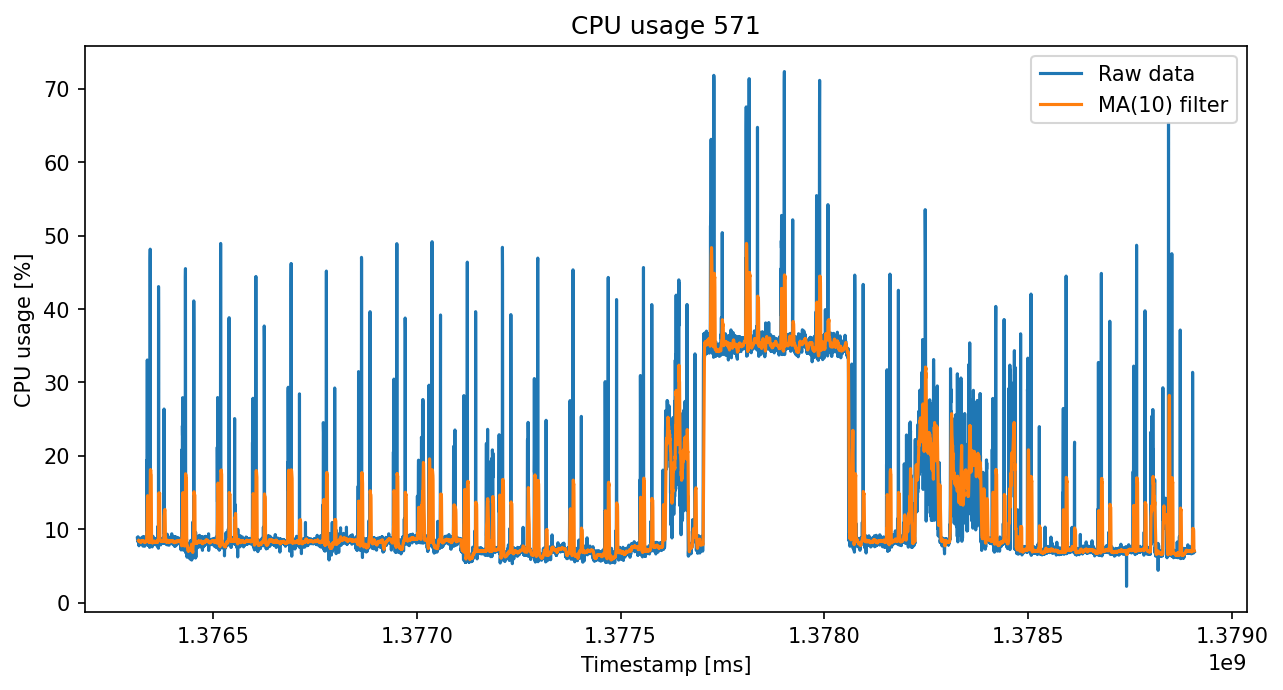 CPU usage 571
Raw data
MA(10) filter
CPU usage [%]
70
60
50
40
30
20
10
0
1.3765 1.3770 1.3775 1.3780 1.3785 1.3790
1e9
Timestamp [ms]